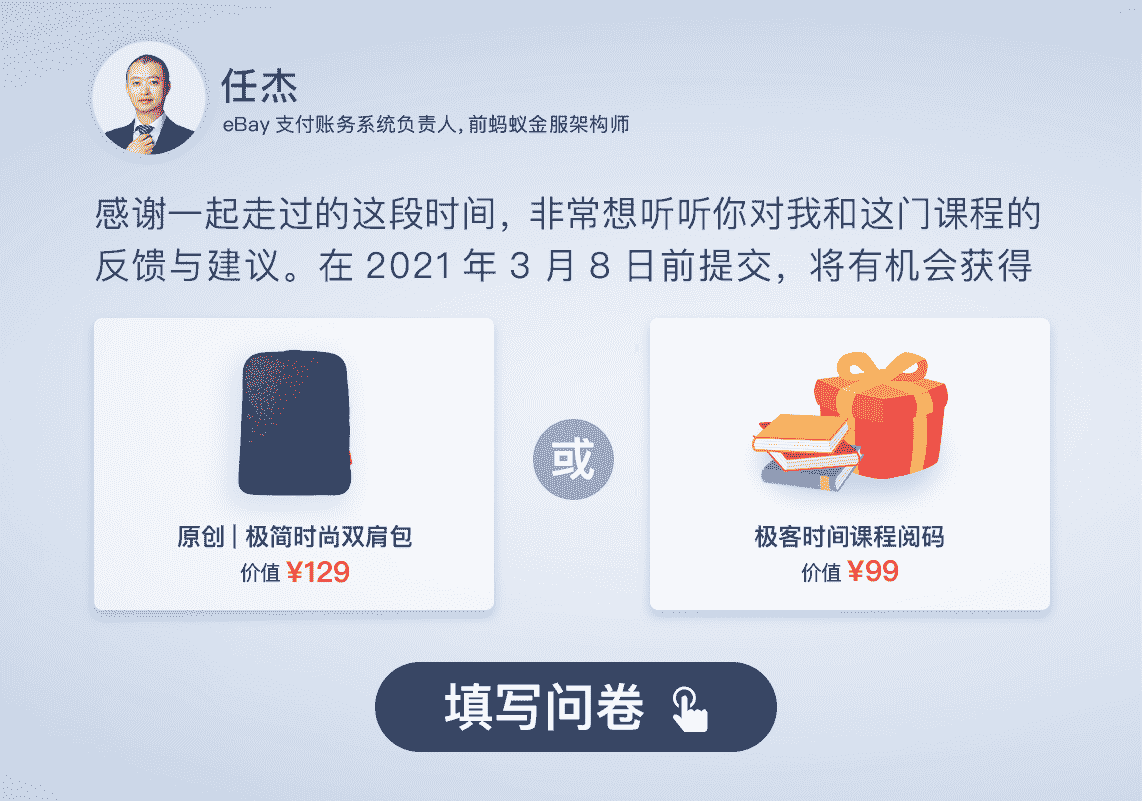 任杰
eBay 支付账务系统负责人, 前蚂蚁金服架构师
感谢一起走过的这段时间，非常想听听你对我和这门课程的
反馈与建议。在 2021 年 3 月 8 日前提交，将有机会获得
或
原创 | 极简时尚双肩包
价值 ¥129
极客时间课程阅码
价值 ¥99
填写问卷